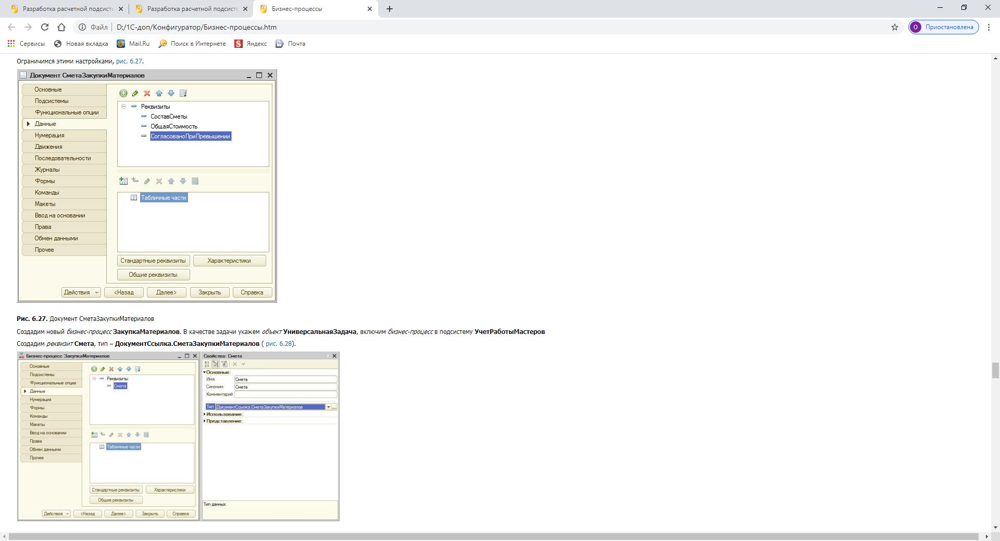 Разработка расчетной подсисте
Разработка расчетной подсисте
Бизнес-процессы
Файл
D:/1С-доп/Конфигуратор/Бизнес-процессы.htm
О
Приостановлена
Сервисы
Новая вкладка
Mail.Ru
Поиск в Интернете
Яндекс
Почта
Ограничимся этими настройками, рис. 6.27.
Документ СметаЗакупкиМатериалов
Основные
Подсистемы
Функциональные опции
Данные
Нумерация
Движения
Последовательности
Журналы
Формы
Команды
Макеты
Ввод на основании
Права
Обмен данными
Прочее
Реквизиты
СоставСметы
ОбщаяСтоимость
СогласованоПриПревышении
Табличные части
Стандартные реквизиты
Характеристики
Общие реквизиты
Действия
<Назад
Далее>
Закрыть
Справка
Рис. 6.27. Документ СметаЗакупкиМатериалов
Создадим новый бизнес-процесс ЗакупкаМатериалов. В качестве задачи укажем объект УниверсальнаяЗадача, включим бизнес-процесс в подсистему УчетРаботыМастеров
Создадим реквизит Смета, тип – ДокументСсылка.СметаЗакупкиМатериалов ( рис. 6.28).
Бизнес-процесс ЗакупкаМатериалов
Основные
Подсистемы
Функциональные опции
Данные
Нумерация
Формы
Команды
Макеты
Ввод на основании
Права
Обмен данными
Прочее
Реквизиты
Смета
Табличные части
Стандартные реквизиты
Характеристики
Общие реквизиты
Действия
<Назад
Далее>
Закрыть
Справка
Свойства: Смета
Основные:
Имя
Смета
Синоним
Смета
Комментарий
Тип
ДокументСсылка.СметаЗакупкиМатериалов
...
Использование:
Представление:
Тип данных